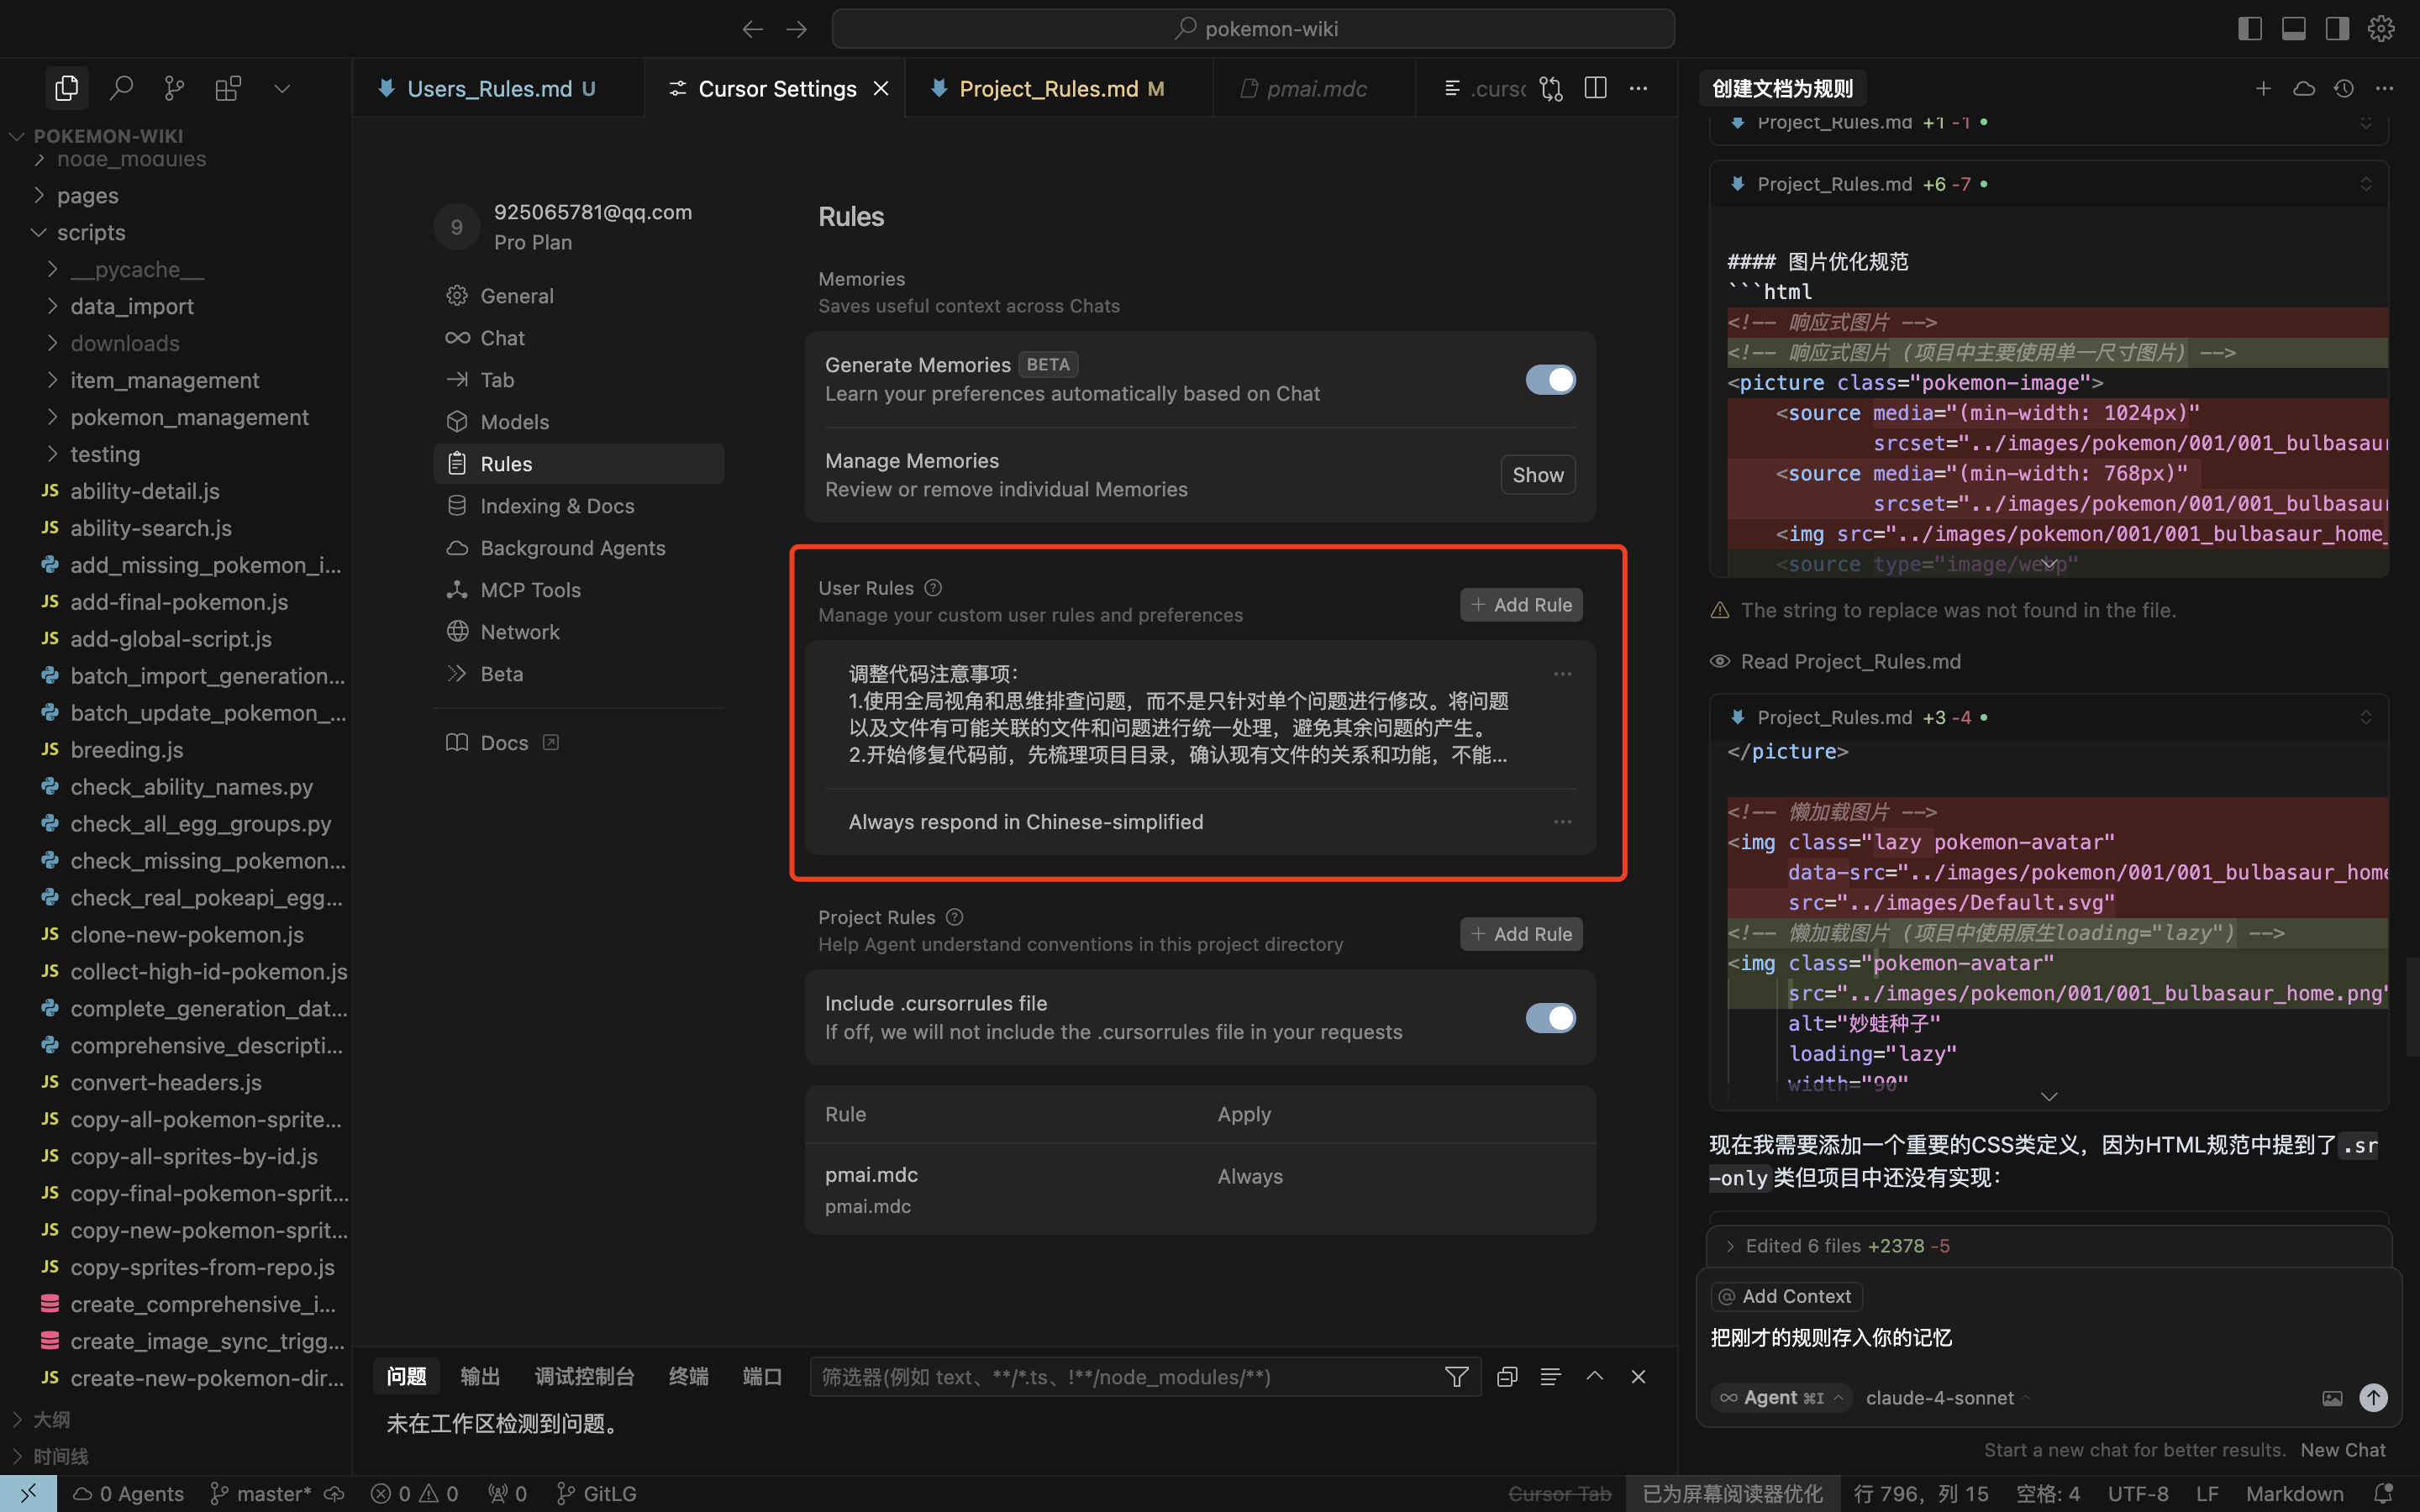 pokemon-wiki
Users_Rules.md U
Cursor Settings
Project_Rules.md M
pmai.mdc
.curs
POKEMON-WIKI
node_modules
pages
scripts
__pycache__
data_import
downloads
item_management
pokemon_management
testing
JS ability-detail.js
JS ability-search.js
add_missing_pokemon_i...
JS add-final-pokemon.js
JS add-global-script.js
batch_import_generation...
batch_update_pokemon_...
JS breeding.js
check_ability_names.py
check_all_egg_groups.py
check_missing_pokemon...
check_real_pokeapi_egg...
JS clone-new-pokemon.js
JS collect-high-id-pokemon.js
complete_generation_dat...
comprehensive_descripti...
JS convert-headers.js
JS copy-all-pokemon-sprite...
JS copy-all-sprites-by-id.js
JS copy-final-pokemon-sprit...
JS copy-new-pokemon-sprit...
JS copy-sprites-from-repo.js
create_comprehensive_i...
create_image_sync_trigg...
JS create-new-pokemon-dir...
大纲
时间线
9
925065781@qq.com
Pro Plan
General
Chat
Tab
Models
Rules
Indexing & Docs
Background Agents
MCP Tools
Network
Beta
Docs
Rules
Memories
Saves useful context across Chats
Generate Memories BETA
Learn your preferences automatically based on Chat
Manage Memories
Review or remove individual Memories
Show
User Rules
Manage your custom user rules and preferences
+ Add Rule
调整代码注意事项：
1.使用全局视角和思维排查问题，而不是只针对单个问题进行修改。将问题
以及文件有可能关联的文件和问题进行统一处理，避免其余问题的产生。
2.开始修复代码前，先梳理项目目录，确认现有文件的关系和功能，不能...
Always respond in Chinese-simplified
Project Rules
Help Agent understand conventions in this project directory
+ Add Rule
Include .cursorrules file
If off, we will not include the .cursorrules file in your requests
Rule Apply
pmai.mdc Always
pmai.mdc
问题 输出 调试控制台 终端 端口
筛选器(例如 text、**/*.ts、!**/node_modules/**)
未在工作区检测到问题。
创建文档为规则
Project_Rules.md +1 -1
Project_Rules.md +6 -7
#### 图片优化规范
```html
<!-- 响应式图片 -->
<!-- 响应式图片 (项目中主要使用单一尺寸图片) -->
<picture class="pokemon-image">
<source media="(min-width: 1024px)"
srcset="../images/pokemon/001/001_bulbasaur
<source media="(min-width: 768px)"
srcset="../images/pokemon/001/001_bulbasaur
<img src="../images/pokemon/001/001_bulbasaur_home_
<source type="image/webp"
The string to replace was not found in the file.
Read Project_Rules.md
Project_Rules.md +3 -4
</picture>
<!-- 懒加载图片 -->
<img class="lazy pokemon-avatar"
data-src="../images/pokemon/001/001_bulbasaur_home
src="../images/Default.svg"
<!-- 懒加载图片 (项目中使用原生loading="lazy") -->
<img class="pokemon-avatar"
src="../images/pokemon/001/001_bulbasaur_home.png"
alt="妙蛙种子"
loading="lazy"
width="90"
现在我需要添加一个重要的CSS类定义，因为HTML规范中提到了 .sr
-only 类但项目中还没有实现：
Edited 6 files +2378 -5
@ Add Context
把刚才的规则存入你的记忆
Agent ⌘I claude-4-sonnet
Start a new chat for better results. New Chat
0 Agents master* 0 0 0 GitLG
Cursor Tab 已为屏幕阅读器优化 行 796，列 15 空格: 4 UTF-8 LF Markdown